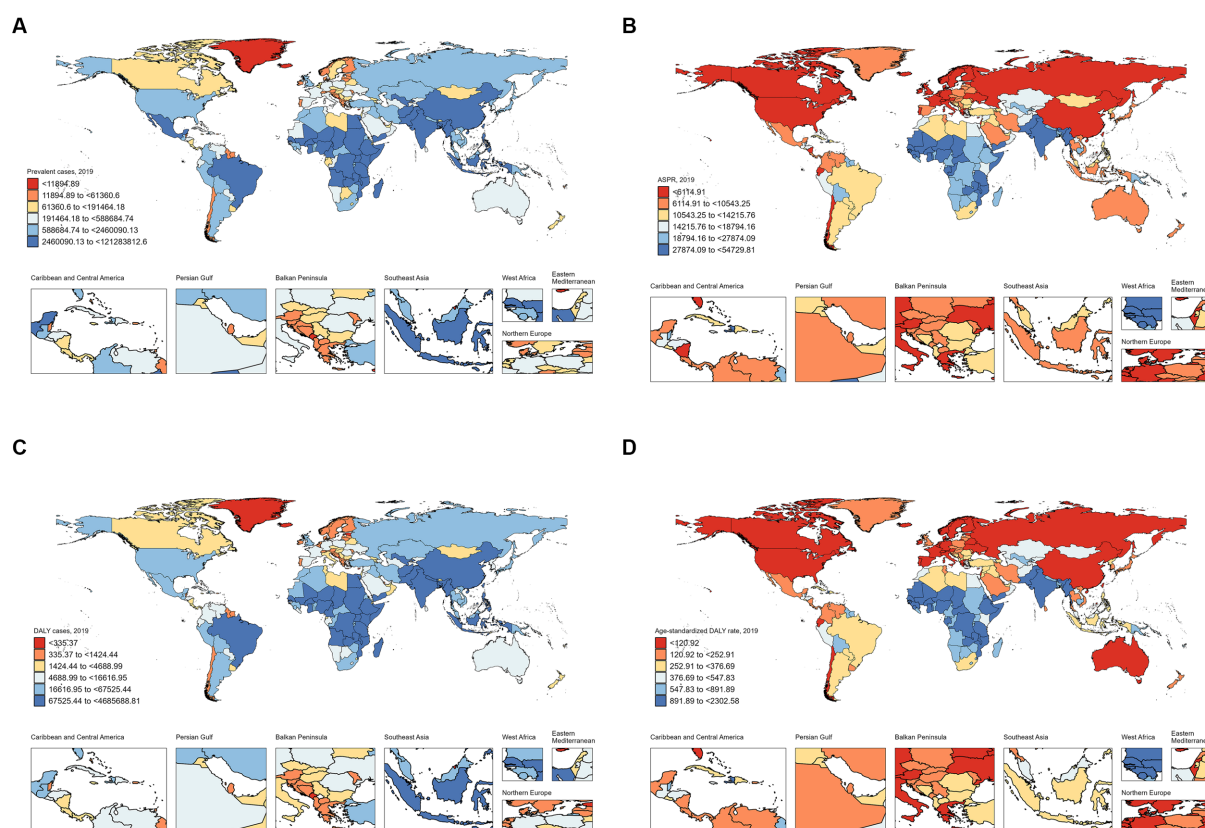 A
Prevalent cases, 2019
<11894.89
11894.89 to <61360.6
61360.6 to <191464.18
191464.18 to <588684.74
588684.74 to <2460090.13
2460090.13 to <121283812.6
Caribbean and Central America
Persian Gulf
Balkan Peninsula
Southeast Asia
West Africa
Eastern
Mediterranean
Northern Europe
B
ASPR, 2019
<6114.91
6114.91 to <10543.25
10543.25 to <14215.76
14215.76 to <18794.16
18794.16 to <27874.09
27874.09 to <54729.81
Caribbean and Central America
Persian Gulf
Balkan Peninsula
Southeast Asia
West Africa
Eastern
Mediterranean
Northern Europe
C
DALY cases, 2019
<335.37
335.37 to <1424.44
1424.44 to <4688.99
4688.99 to <16616.95
16616.95 to <67525.44
67525.44 to <4685688.81
Caribbean and Central America
Persian Gulf
Balkan Peninsula
Southeast Asia
West Africa
Eastern
Mediterranean
Northern Europe
D
Age-standardized DALY rate, 2019
<120.92
120.92 to <252.91
252.91 to <376.69
376.69 to <547.83
547.83 to <891.89
891.89 to <2302.58
Caribbean and Central America
Persian Gulf
Balkan Peninsula
Southeast Asia
West Africa
Eastern
Mediterranean
Northern Europe